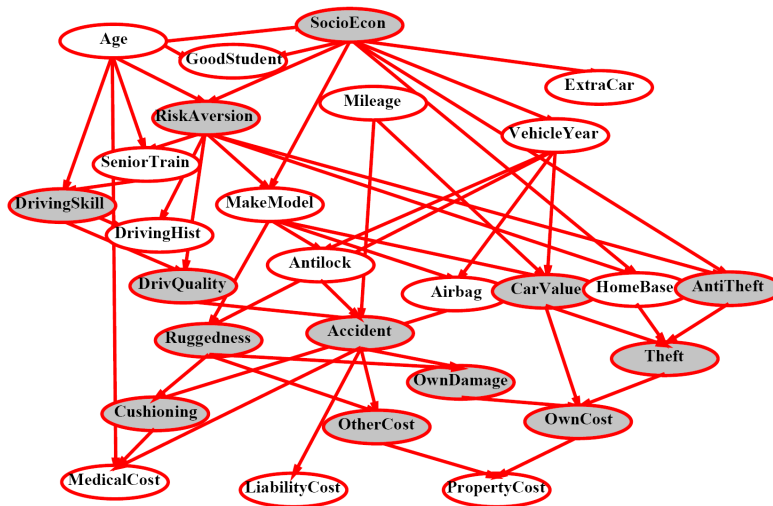 SocioEcon
Age
GoodStudent
ExtraCar
Mileage
RiskAversion
VehicleYear
SeniorTrain
DrivingSkill
MakeModel
DrivingHist
Antilock
DrivQuality
Airbag
CarValue
HomeBase
AntiTheft
Ruggedness
Accident
Theft
OwnDamage
Cushioning
OtherCost
OwnCost
MedicalCost
LiabilityCost
PropertyCost